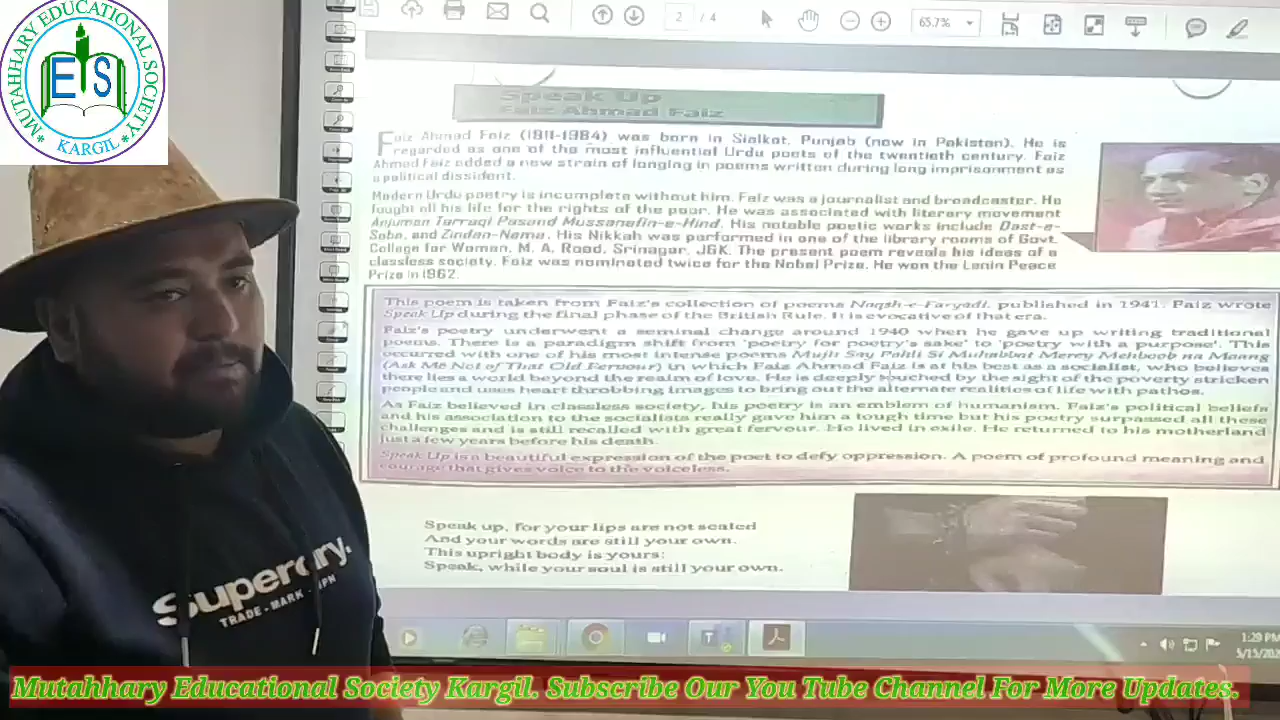 MUTAHHARY EDUCATIONAL SOCIETY
EIS
KARGIL
2 / 4
65.7%
Speak Up
Faiz Ahmad Faiz
Faiz Ahmad Faiz (1911-1984) was born in Sialkot, Punjab (now in Pakistan). He is
regarded as one of the most influential Urdu poets of the twentieth century. Faiz
Ahmed Faiz added a new strain of longing in poems written during long imprisonment as
a political dissident.
Modern Urdu poetry is incomplete without him. Faiz was a journalist and broadcaster. He
fought all his life for the rights of the poor. He was associated with literary movement
Anjuman Tarraqi Pasand Mussanafin-e-Hind. His notable poetic works include Dast-e-
Saba, and Zindan-Nama. His Nikkah was performed in one of the library rooms of Govt.
College for Woman, M. A. Road, Srinagar, J&K. The present poem reveals his ideas of a
classless society. Faiz was nominated twice for the Nobel Prize. He won the Lenin Peace
Prize in 1962.
This poem is taken from Faiz's collection of poems Naqsh-e-Faryadi, published in 1941. Faiz wrote
Speak Up during the final phase of the British Rule. It is evocative of that era.
Faiz's poetry underwent a seminal change around 1940 when he gave up writing traditional
poems. There is a paradigm shift from 'poetry for poetry's sake' to 'poetry with a purpose'. This
occurred with one of his most intense poems Mujh Say Pehli Si Muhabbat Merey Mehboob na Maang
(Ask Me Not of That Old Fervour) in which Faiz Ahmad Faiz is at his best as a socialist, who believes
there lies a world beyond the realm of love. He is deeply touched by the sight of the poverty stricken
people and uses heart throbbing images to bring out the alternate realities of life with pathos.
As Faiz believed in classless society, his poetry is an emblem of humanism. Faiz's political beliefs
and his association to the socialists really gave him a tough time but his poetry surpassed all these
challenges and is still recalled with great fervour. He lived in exile. He returned to his motherland
just a few years before his death.
Speak Up is a beautiful expression of the poet to defy oppression. A poem of profound meaning and
courage that gives voice to the voiceless.
Speak up, for your lips are not sealed
And your words are still your own.
This upright body is yours:
Speak, while your soul is still your own.
Superdry.
TRADE-MARK
1:29 PM
Mutahhary Educational Society Kargil. Subscribe Our You Tube Channel For More Updates.